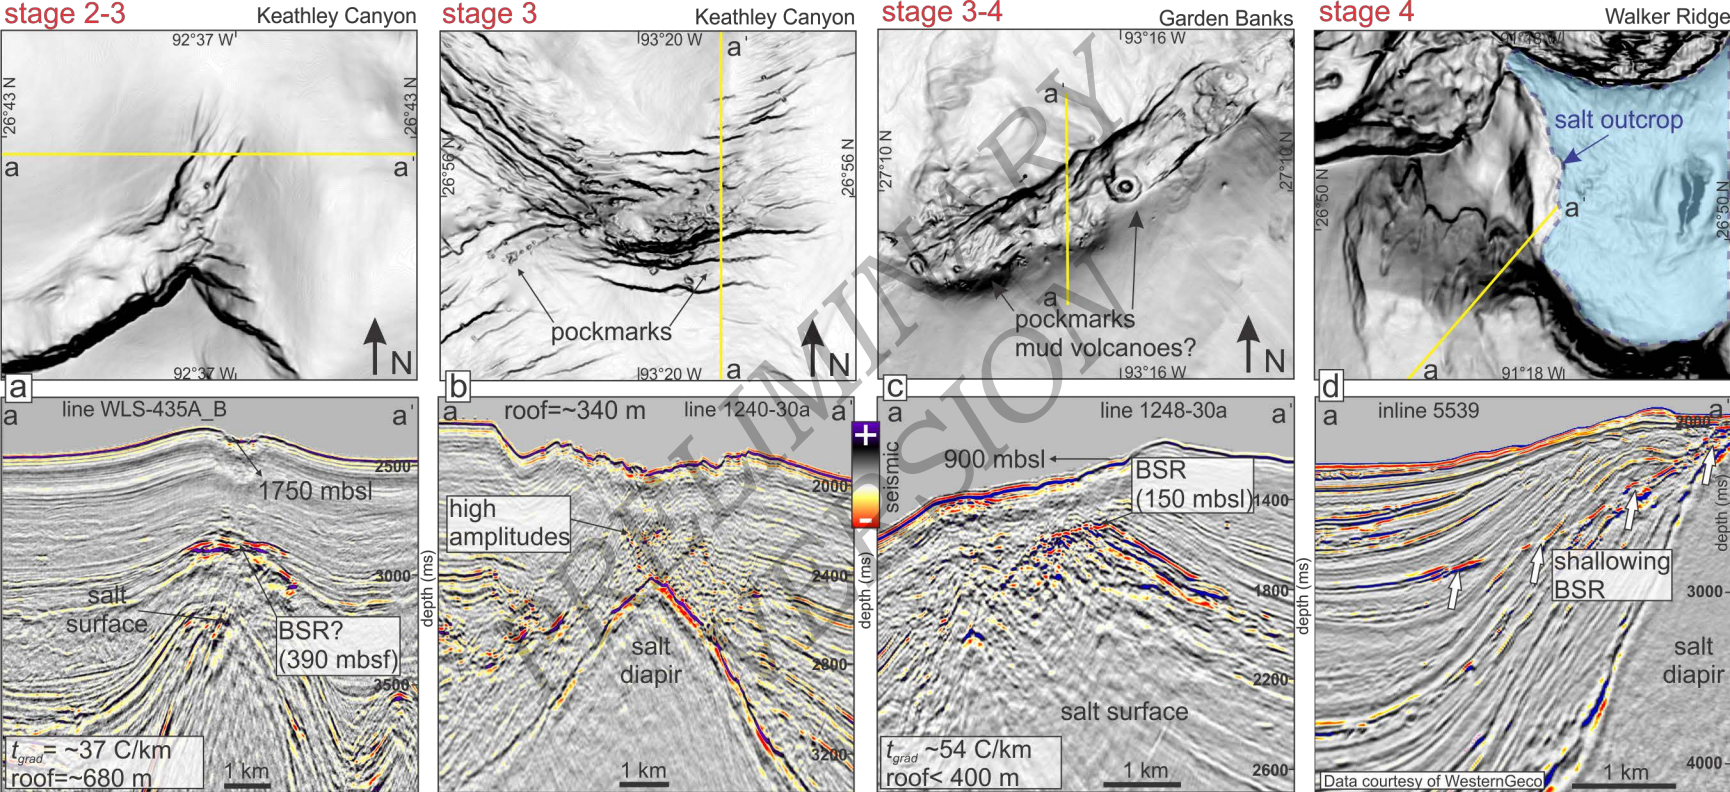 stage 2-3
Keathley Canyon
92°37 W
26°43 N
26°43 N
a
a'
92°37 W
N
a
stage 3
Keathley Canyon
93°20 W
a'
26°56 N
26°56 N
pockmarks
93°20 W
a
N
b
stage 3-4
Garden Banks
93°16 W
a'
27°10 N
27°10 N
a
pockmarks
mud volcanoes?
93°16 W
N
c
stage 4
Walker Ridge
91°18 W
salt outcrop
26°50 N
26°50 N
a'
a
91°18 W
d
a
line WLS-435A_B
a'
2500
1750 mbsl
3000
salt
surface
BSR?
(390 mbsf)
3500
tgrad = ~37 C/km
roof=~680 m
1 km
depth (ms)
a
roof=~340 m
line 1240-30a
a'
2000
high
amplitudes
2400
salt
diapir
2800
3200
1 km
+
-
seismic
depth (ms)
a
line 1248-30a
a'
900 mbsl
BSR
(150 mbsl)
1400
1800
2200
salt surface
tgrad ~54 C/km
roof< 400 m
1 km
2600
depth (ms)
a
inline 5539
a'
2000
depth (ms)
shallowing
BSR
3000
salt
diapir
4000
Data courtesy of WesternGeco
1 km
PRELIMINARY
VERSION